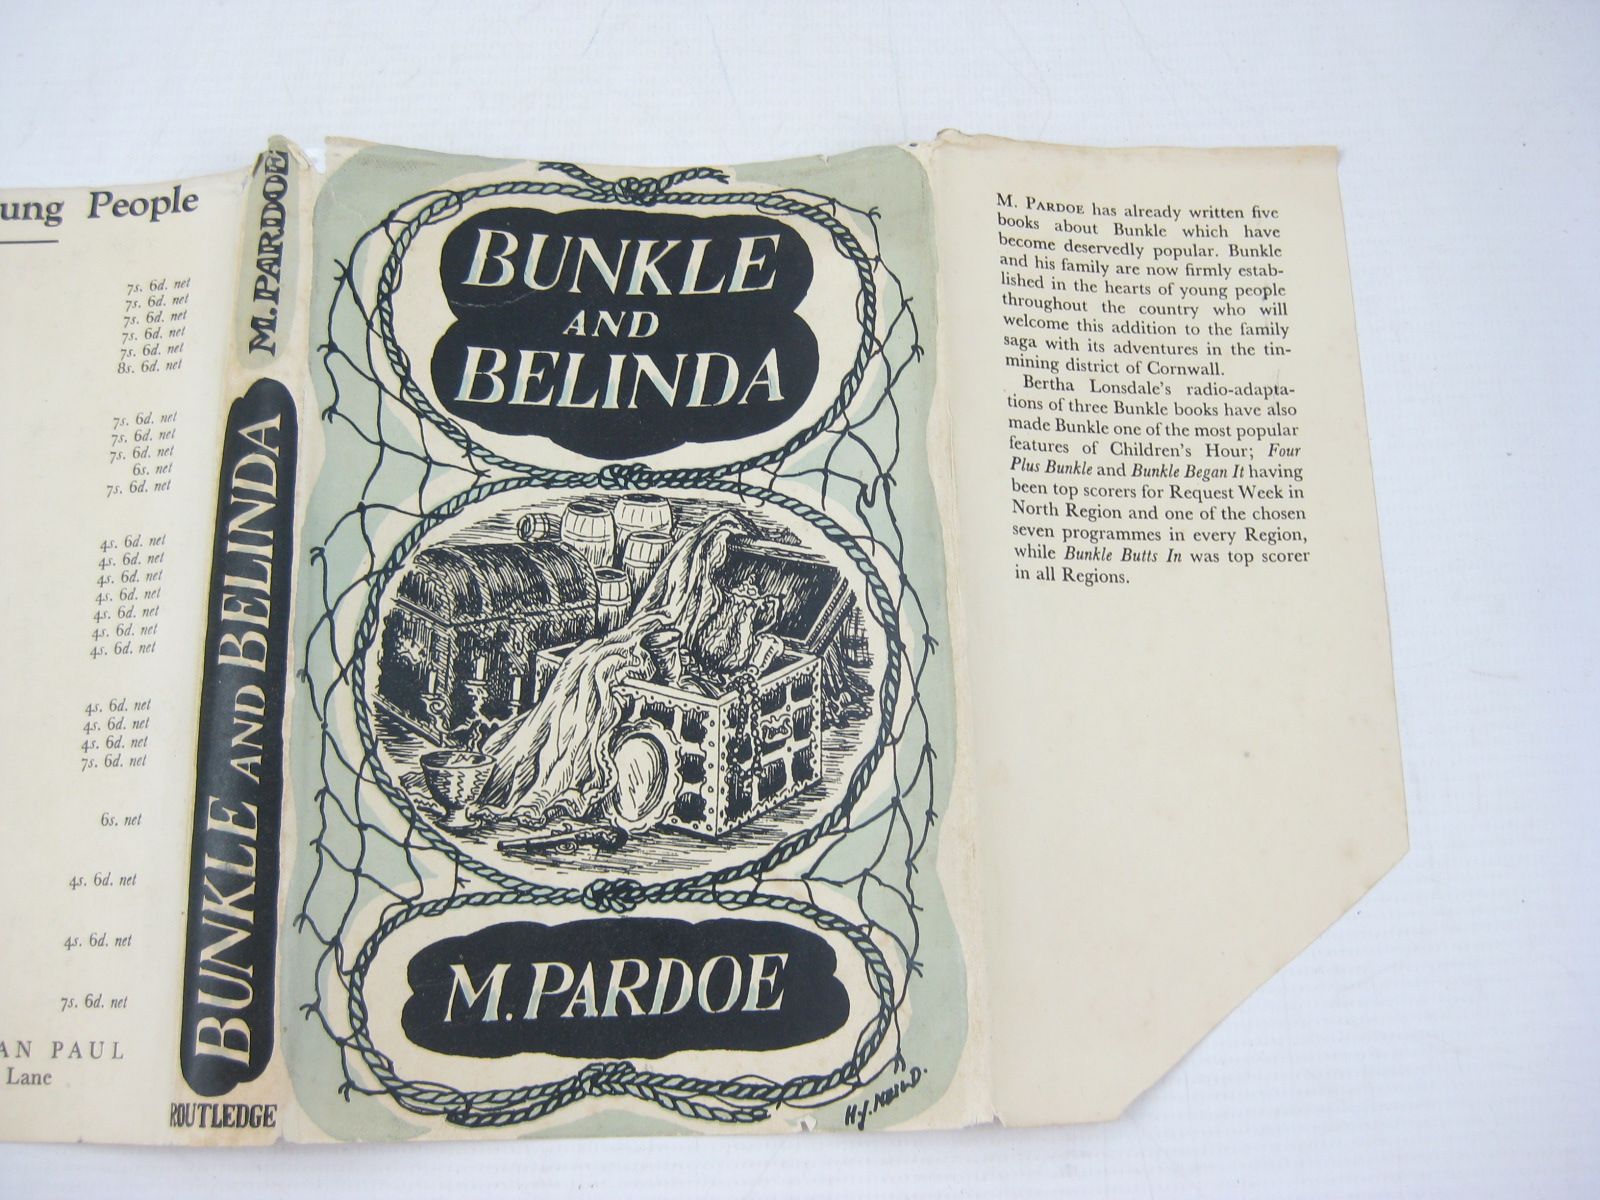 ung People
7s. 6d. net
7s. 6d. net
7s. 6d. net
7s. 6d. net
7s. 6d. net
8s. 6d. net
7s. 6d. net
7s. 6d. net
7s. 6d. net
6s. net
7s. 6d. net
4s. 6d. net
4s. 6d. net
4s. 6d. net
4s. 6d. net
4s. 6d. net
4s. 6d. net
4s. 6d. net
4s. 6d. net
4s. 6d. net
4s. 6d. net
7s. 6d. net
6s. net
4s. 6d. net
4s. 6d. net
7s. 6d. net
AN PAUL
Lane
M. PARDOE
BUNKLE AND BELINDA
ROUTLEDGE
BUNKLE
AND
BELINDA
M. PARDOE
H.J. NEILD.
M. PARDOE has already written five
books about Bunkle which have
become deservedly popular. Bunkle
and his family are now firmly estab-
lished in the hearts of young people
throughout the country who will
welcome this addition to the family
saga with its adventures in the tin-
mining district of Cornwall.
Bertha Lonsdale's radio-adapta-
tions of three Bunkle books have also
made Bunkle one of the most popular
features of Children's Hour; Four
Plus Bunkle and Bunkle Began It having
been top scorers for Request Week in
North Region and one of the chosen
seven programmes in every Region,
while Bunkle Butts In was top scorer
in all Regions.